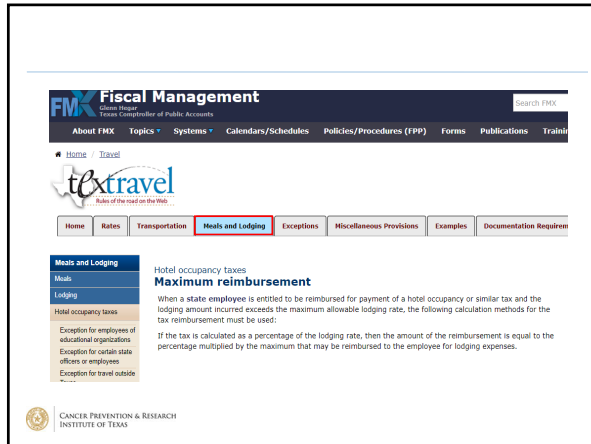 FMX Fiscal Management
Glenn Hegar
Texas Comptroller of Public Accounts
Search FMX
About FMX Topics Systems Calendars/Schedules Policies/Procedures (FPP) Forms Publications Trainin
Home / Travel
textravel
Rules of the road on the Web
Home Rates Transportation Meals and Lodging Exceptions Miscellaneous Provisions Examples Documentation Requirem
Meals and Lodging
Meals
Lodging
Hotel occupancy taxes
Exception for employees of
educational organizations
Exception for certain state
officers or employees
Exception for travel outside
Hotel occupancy taxes
Maximum reimbursement
When a state employee is entitled to be reimbursed for payment of a hotel occupancy or similar tax and the
lodging amount incurred exceeds the maximum allowable lodging rate, the following calculation methods for the
tax reimbursement must be used:
If the tax is calculated as a percentage of the lodging rate, then the amount of the reimbursement is equal to the
percentage multiplied by the maximum that may be reimbursed to the employee for lodging expenses.
CANCER PREVENTION & RESEARCH
INSTITUTE OF TEXAS